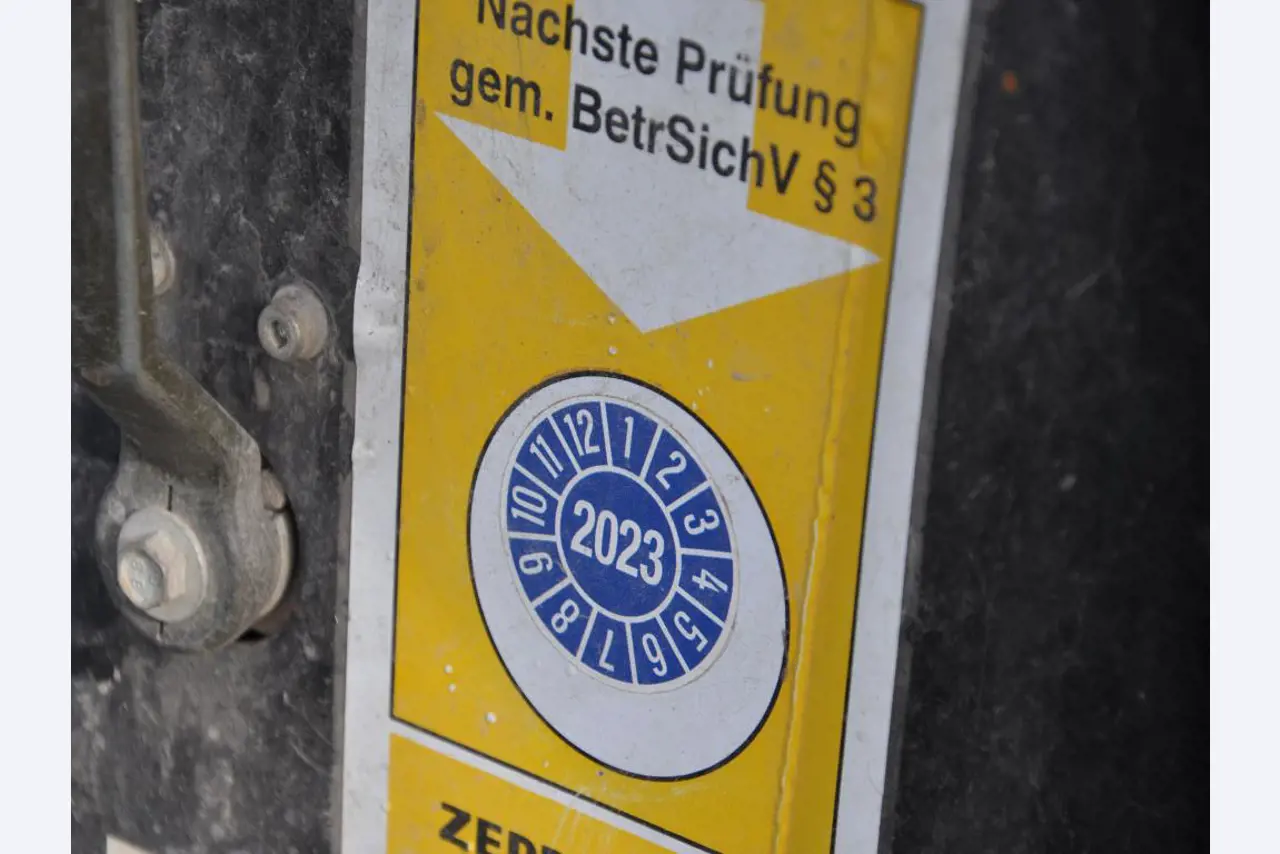 Nächste Prüfung
gem. BetrSichV § 3
12 1 2 3 4 5 6 7 8 9 10 11
2023